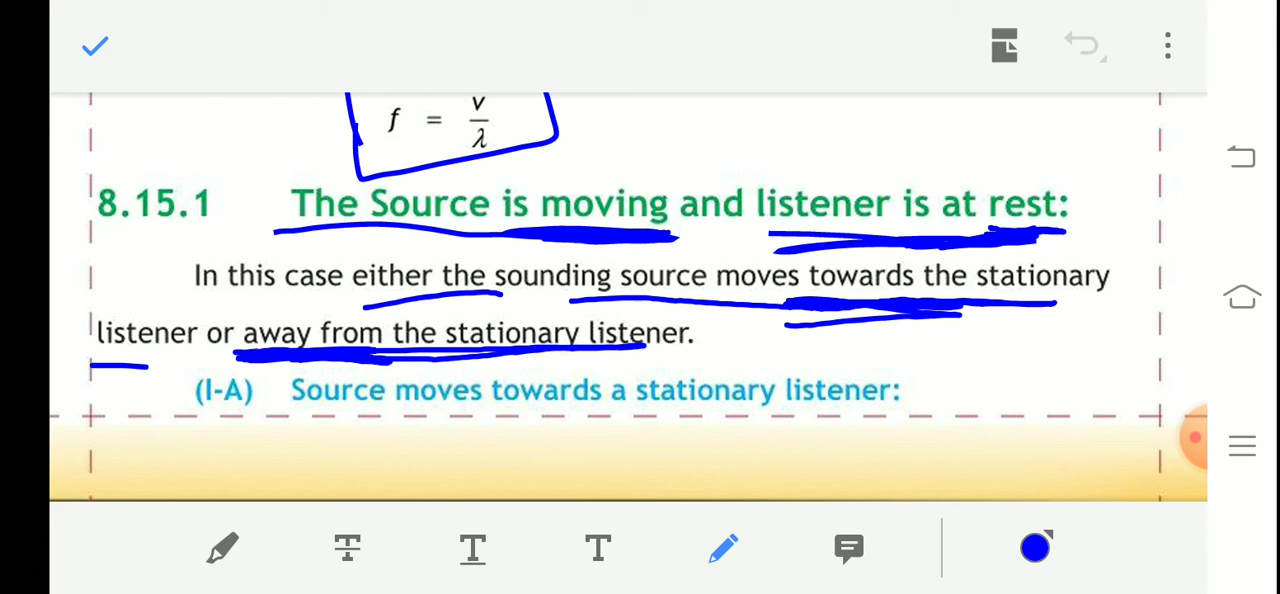 f = v/λ
8.15.1 The Source is moving and listener is at rest:
In this case either the sounding source moves towards the stationary
listener or away from the stationary listener.
(I-A) Source moves towards a stationary listener:
T T T